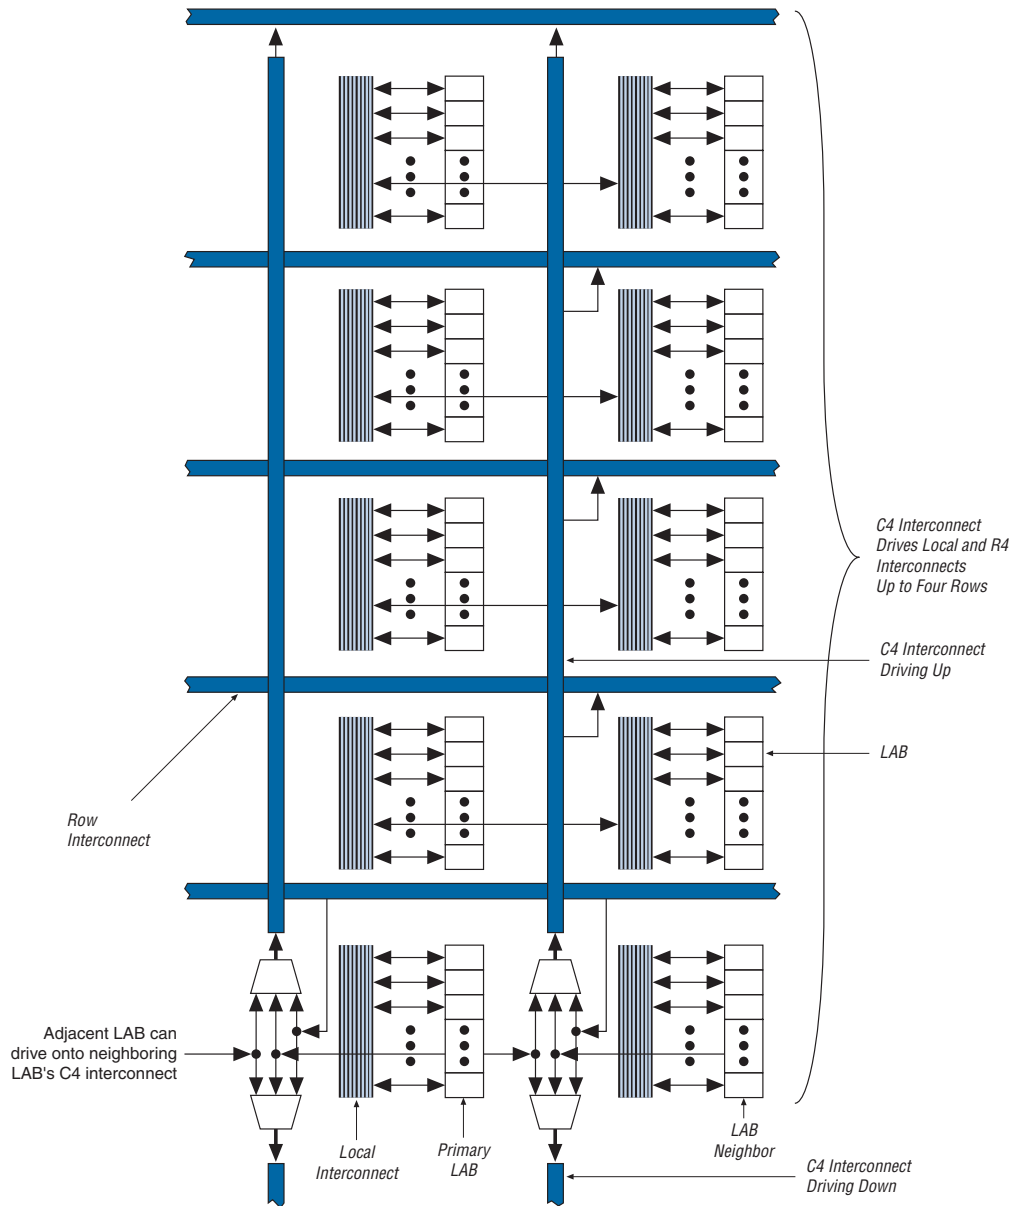 C4 Interconnect
Drives Local and R4
Interconnects
Up to Four Rows
C4 Interconnect
Driving Up
LAB
Row
Interconnect
Adjacent LAB can
drive onto neighboring
LAB's C4 interconnect
Local
Interconnect
Primary
LAB
LAB
Neighbor
C4 Interconnect
Driving Down